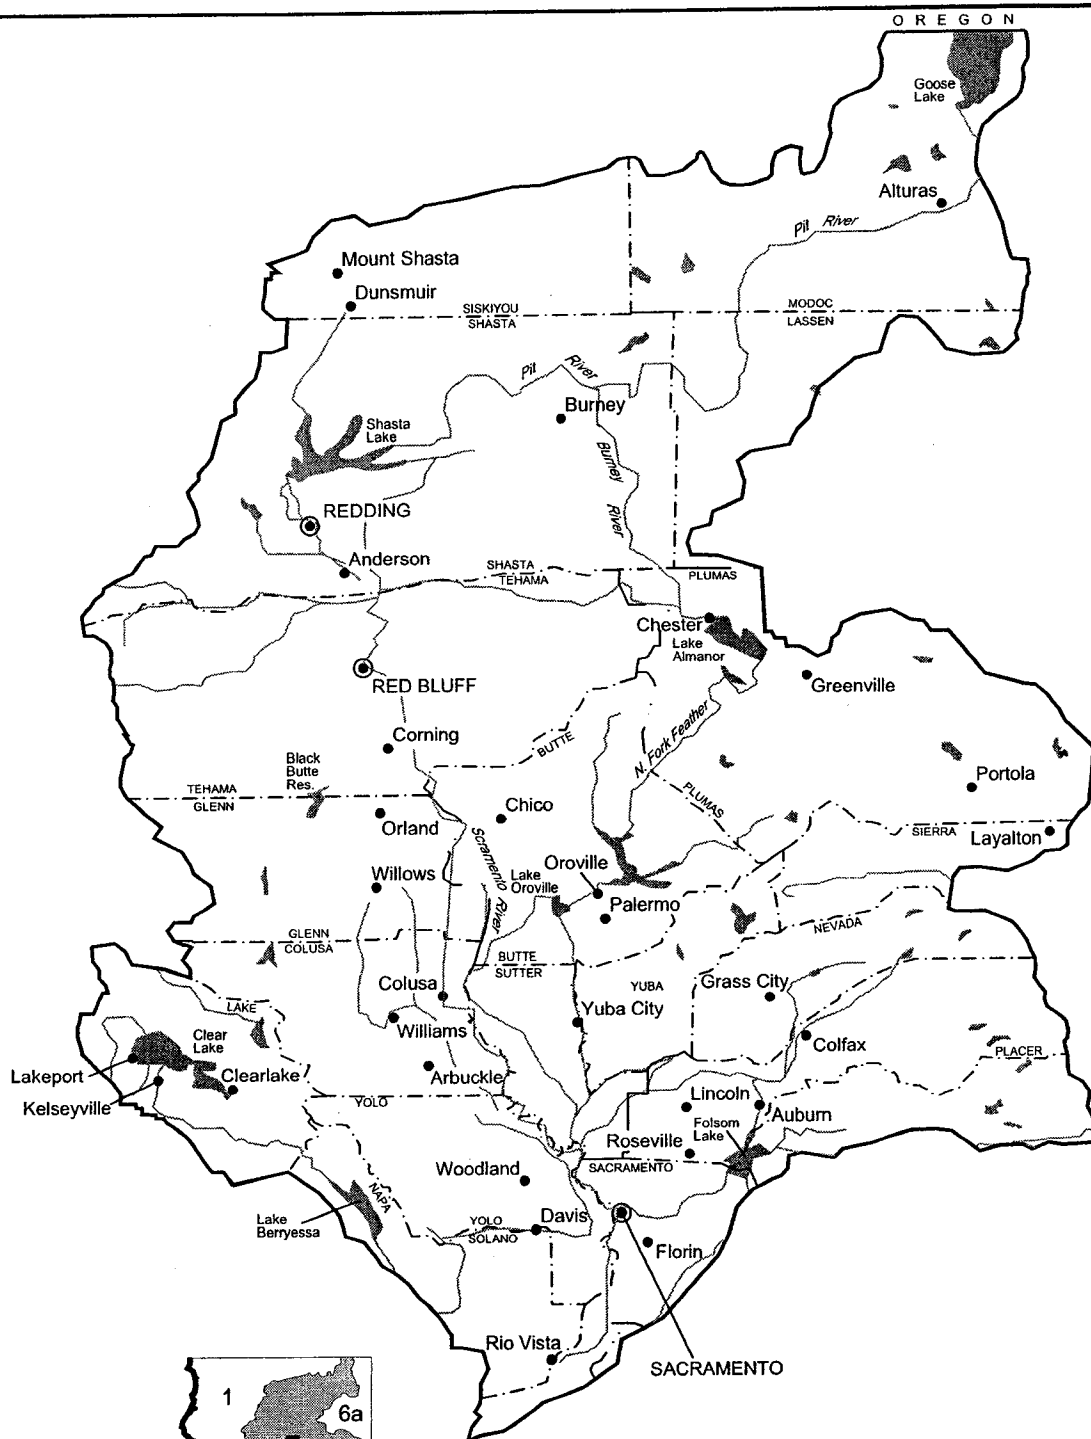 OREGON
Goose
Lake
Alturas
Pit River
Mount Shasta
Dunsmuir
SISKIYOU
SHASTA
MODOC
LASSEN
Pit River
Burney
Shasta
Lake
Burney River
REDDING
Anderson
SHASTA
TEHAMA
PLUMAS
Chester
Lake
Almanor
RED BLUFF
Greenville
Corning
N. Fork Feather
BUTTE
Black
Butte
Res.
Portola
TEHAMA
GLENN
Chico
PLUMAS
Orland
SIERRA
Layalton
Scramenio River
Oroville
Willows
Lake
Oroville
Palermo
NEVADA
GLENN
COLUSA
BUTTE
SUTTER
Colusa
YUBA
Grass City
LAKE
Yuba City
Williams
Clear
Lake
Colfax
PLACER
Lakeport
Clearlake
Arbuckle
Kelseyville
YOLO
Lincoln
Auburn
Folsom
Lake
Roseville
SACRAMENTO
Woodland
NAPA
Lake
Berryessa
YOLO
SOLANO
Davis
Florin
Rio Vista
SACRAMENTO
1
6a